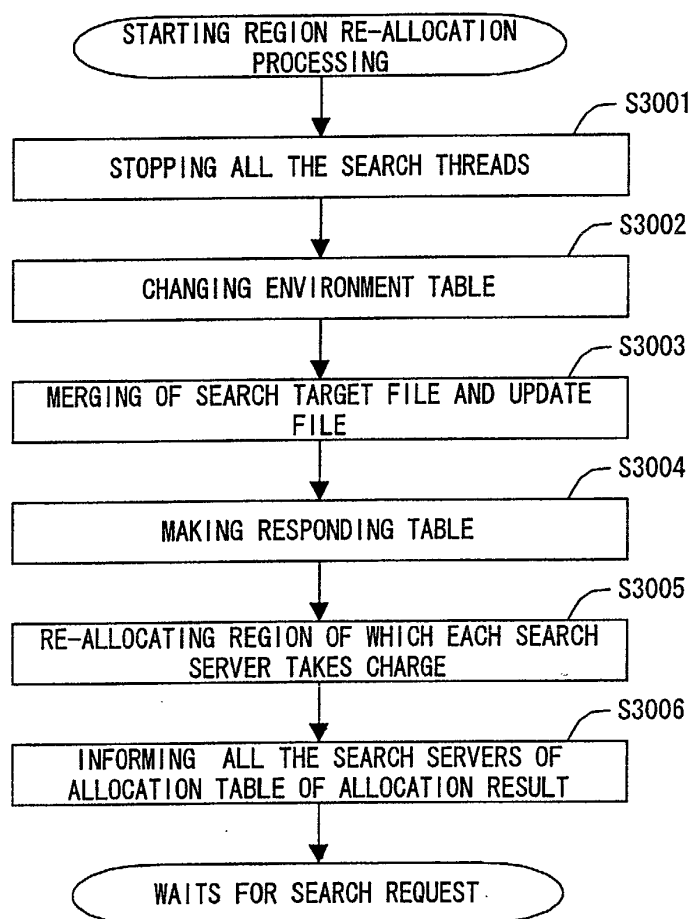 STARTING REGION RE-ALLOCATION
PROCESSING
S3001
STOPPING ALL THE SEARCH THREADS
S3002
CHANGING ENVIRONMENT TABLE
S3003
MERGING OF SEARCH TARGET FILE AND UPDATE
FILE
S3004
MAKING RESPONDING TABLE
S3005
RE-ALLOCATING REGION OF WHICH EACH SEARCH
SERVER TAKES CHARGE
S3006
INFORMING ALL THE SEARCH SERVERS OF
ALLOCATION TABLE OF ALLOCATION RESULT
WAITS FOR SEARCH REQUEST